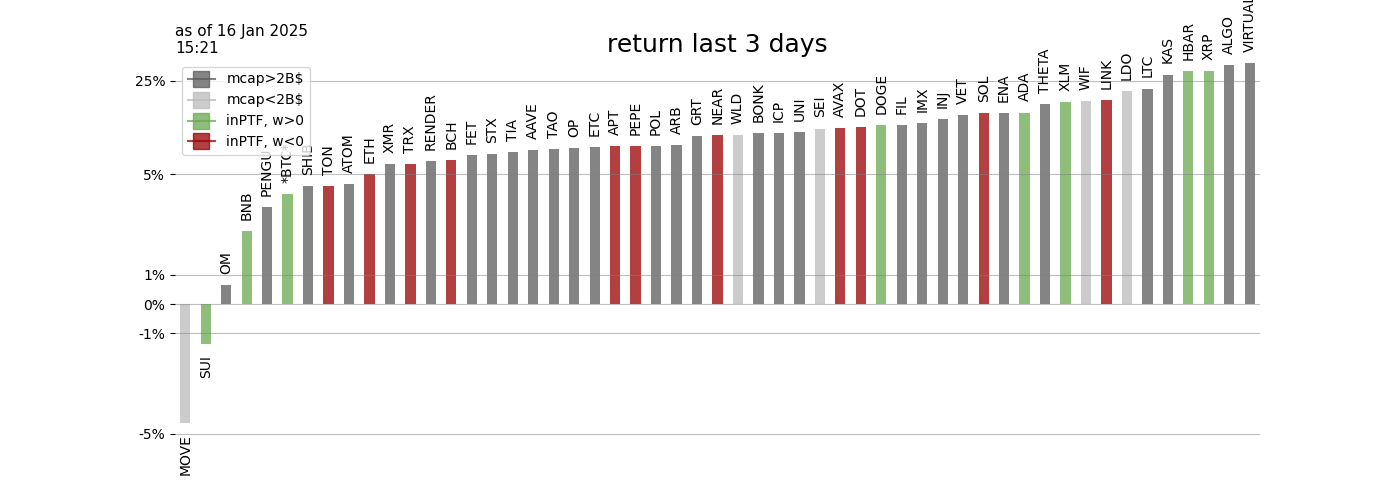 as of 16 Jan 2025
15:21
return last 3 days
mcap>2B$
mcap<2B$
inPTF, w>0
inPTF, w<0
25%
5%
1%
0%
-1%
-5%
MOVE
SUI
OM
BNB
PENGU
*BTC*
SHIB
TON
ATOM
ETH
XMR
TRX
RENDER
BCH
FET
STX
TIA
AAVE
TAO
OP
ETC
APT
PEPE
POL
ARB
GRT
NEAR
WLD
BONK
ICP
UNI
SEI
AVAX
DOT
DOGE
FIL
IMX
INJ
VET
SOL
ENA
ADA
THETA
XLM
WIF
LINK
LDO
LTC
KAS
HBAR
XRP
ALGO
VIRTUAL